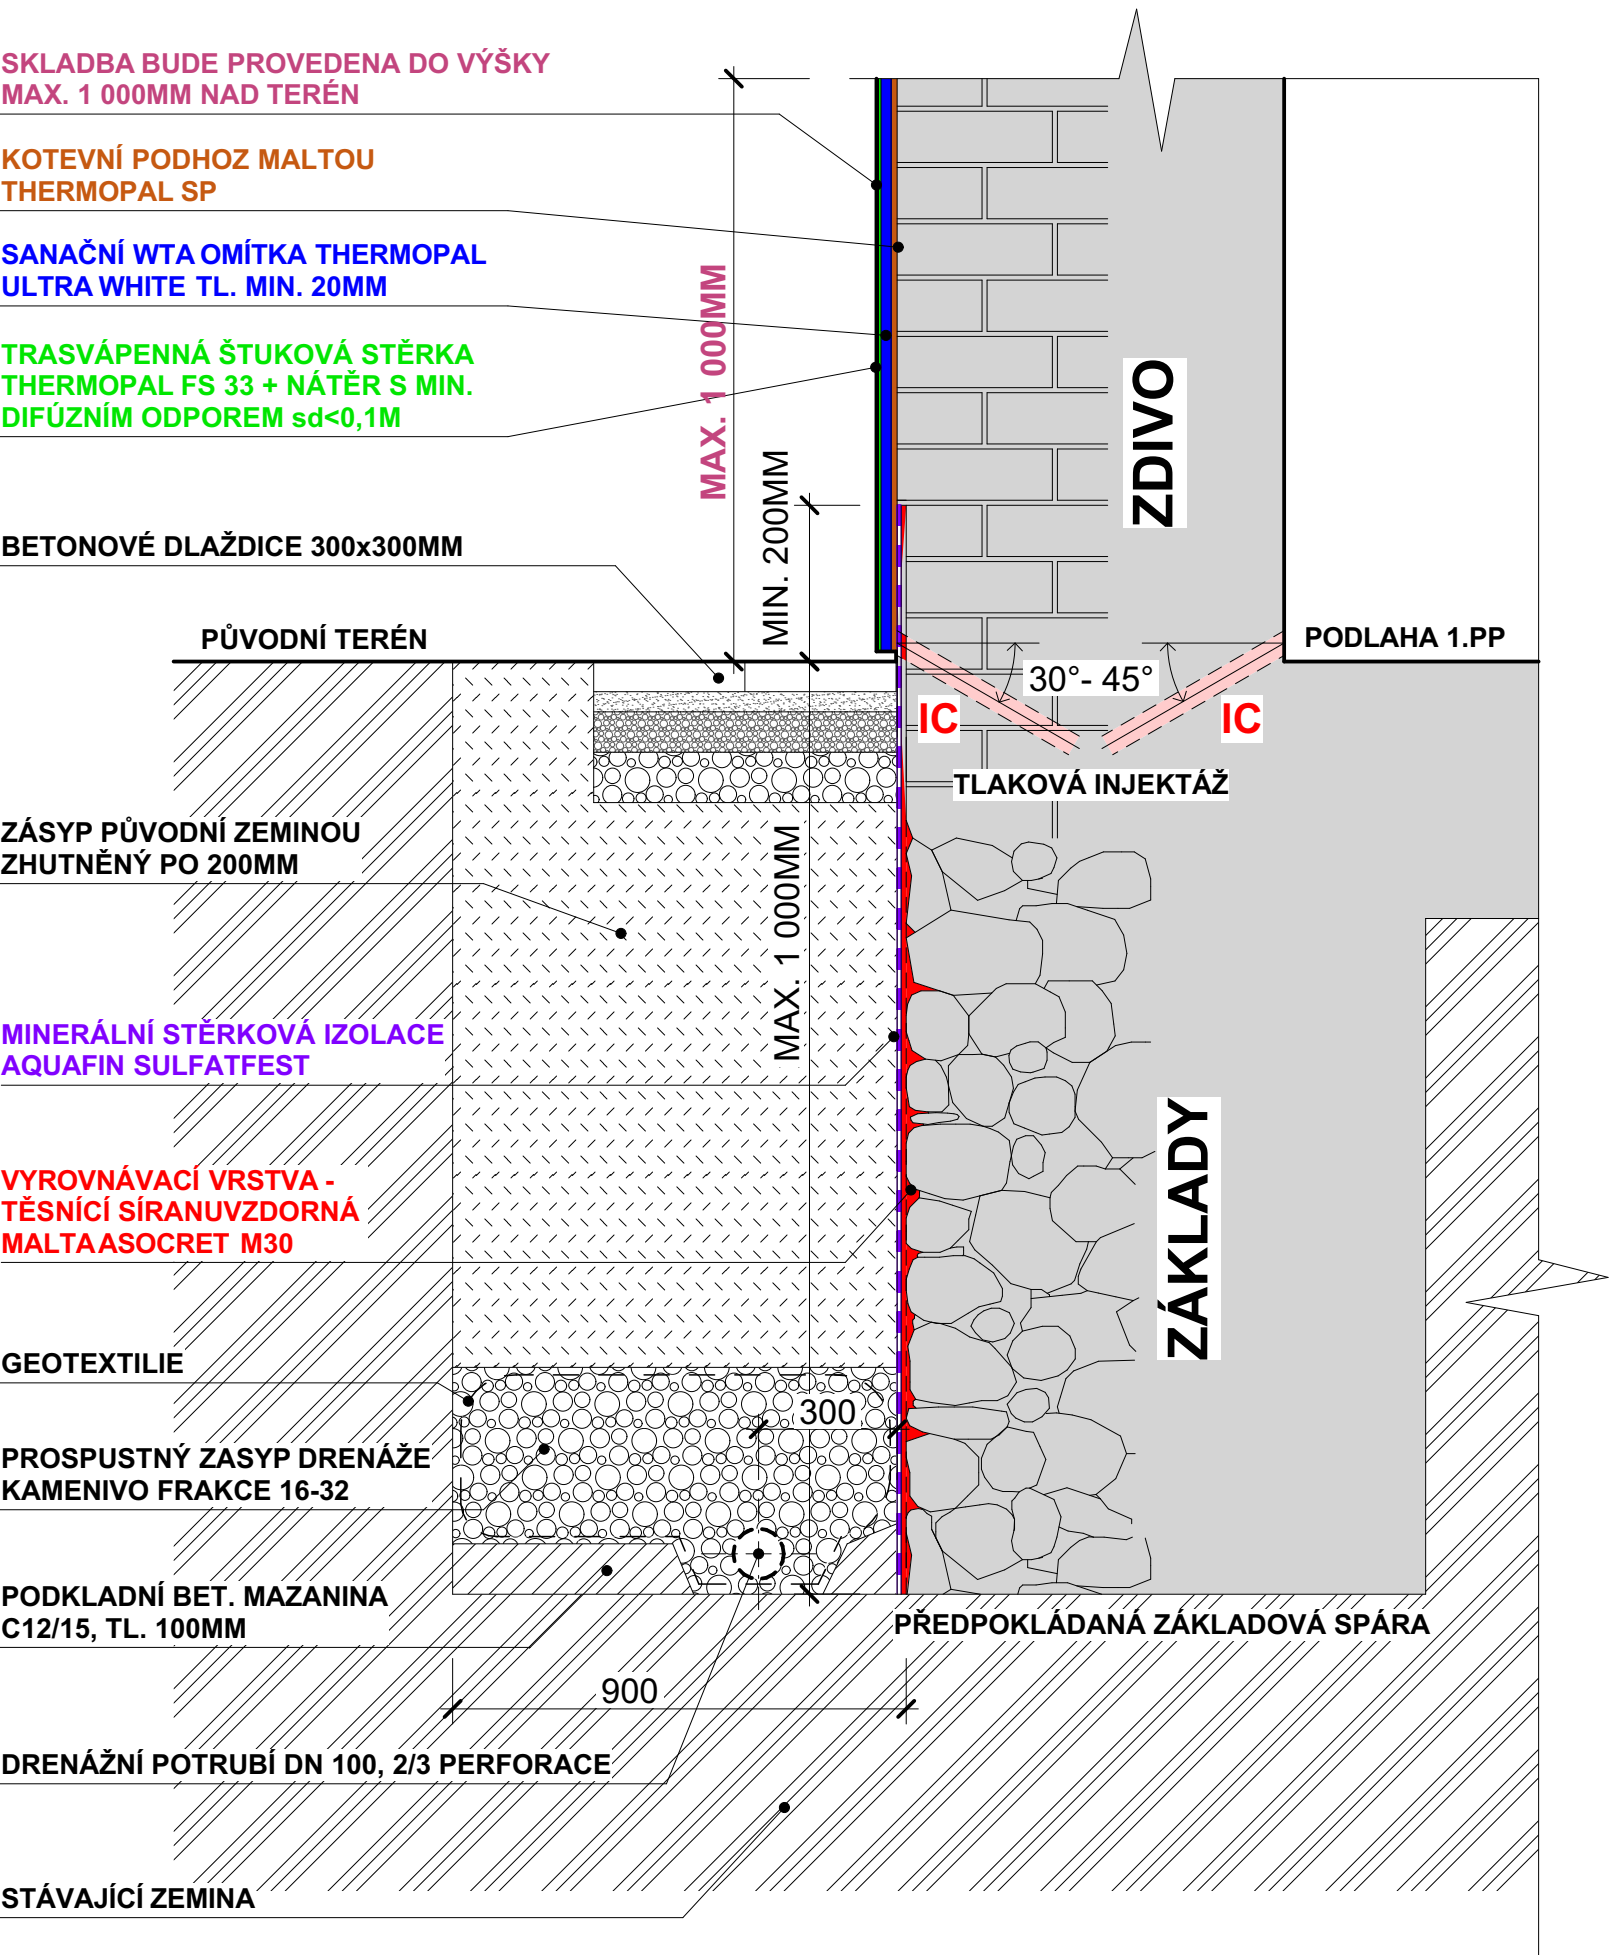 SKLADBA BUDE PROVEDENA DO VÝŠKY
MAX. 1 000MM NAD TERÉN
KOTEVNÍ PODHOZ MALTOU
THERMOPAL SP
SANAČNÍ WTA OMÍTKA THERMOPAL
ULTRA WHITE TL. MIN. 20MM
TRASVÁPENNÁ ŠTUKOVÁ STĚRKA
THERMOPAL FS 33 + NÁTĚR S MIN.
DIFÚZNÍM ODPOREM sd<0,1M
MAX. 1 000MM
ZDIVO
MIN. 200MM
BETONOVÉ DLAŽDICE 300x300MM
PŮVODNÍ TERÉN
PODLAHA 1.PP
30°- 45°
IC
IC
TLAKOVÁ INJEKTÁŽ
ZÁSYP PŮVODNÍ ZEMINOU
ZHUTNĚNÝ PO 200MM
MAX. 1 000MM
MINERÁLNÍ STĚRKOVÁ IZOLACE
AQUAFIN SULFATFEST
ZÁKLADY
VYROVNÁVACÍ VRSTVA -
TĚSNÍCÍ SÍRANUVZDORNÁ
MALTA ASOCRET M30
GEOTEXTILIE
300
PROSPUSTNÝ ZASYP DRENÁŽE
KAMENIVO FRAKCE 16-32
PODKLADNÍ BET. MAZANINA
C12/15, TL. 100MM
PŘEDPOKLÁDANÁ ZÁKLADOVÁ SPÁRA
900
DRENÁŽNÍ POTRUBÍ DN 100, 2/3 PERFORACE
STÁVAJÍCÍ ZEMINA